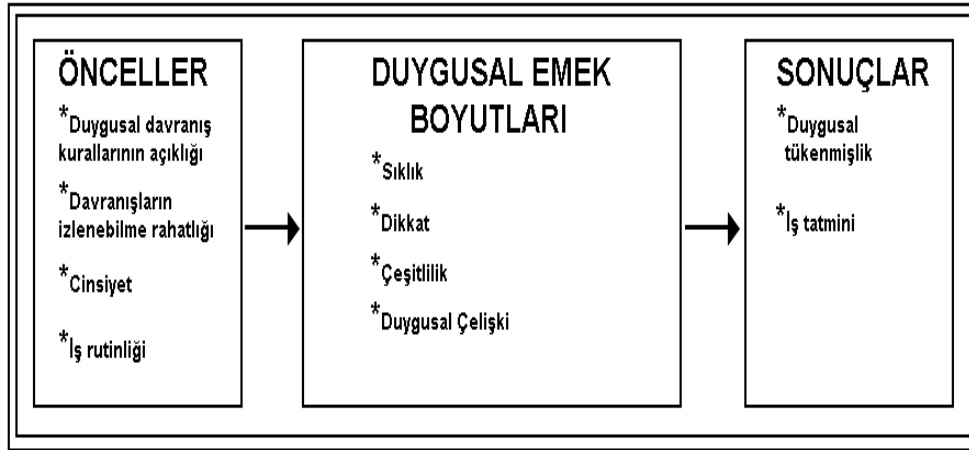 ÖNCELLER
*Duygusal davranış
kurallarının açıklığı
*Davranışların
izlenebilme rahatlığı
*Cinsiyet
*İş rutinliği
DUYGUSAL EMEK
BOYUTLARI
*Sıklık
*Dikkat
*Çeşitlilik
*Duygusal Çelişki
SONUÇLAR
*Duygusal
tükenmişlik
*İş tatmini